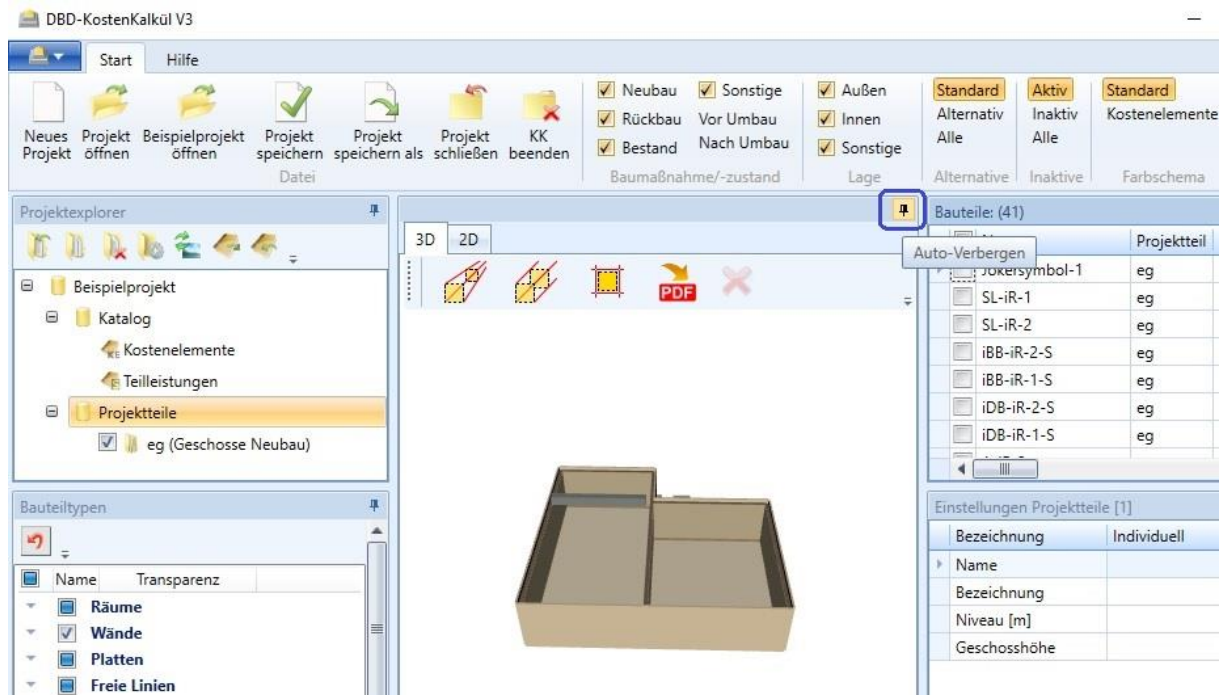 DBD-KostenKalkül V3
Start Hilfe
Neues Projekt Projekt öffnen Beispielprojekt öffnen Projekt speichern Projekt speichern als Projekt schließen KK beenden
Datei
Neubau Sonstige
Rückbau Vor Umbau
Bestand Nach Umbau
Baumaßnahme/-zustand
Außen
Innen
Sonstige
Lage
Standard
Alternativ
Alle
Alternative
Aktiv
Inaktiv
Alle
Inaktive
Standard
Kostenelemente
Farbschema
Projektexplorer
Beispielprojekt
Katalog
Kostenelemente
Teilleistungen
Projektteile
eg (Geschosse Neubau)
Bauteiltypen
Name Transparenz
Räume
Wände
Platten
Freie Linien
3D 2D
PDF
Auto-Verbergen
Bauteile: (41)
Projektteil
Jokersymbol-1 eg
SL-iR-1 eg
SL-iR-2 eg
iBB-iR-2-S eg
iBB-iR-1-S eg
iDB-iR-2-S eg
iDB-iR-1-S eg
Einstellungen Projektteile [1]
Bezeichnung Individuell
Name
Bezeichnung
Niveau [m]
Geschosshöhe